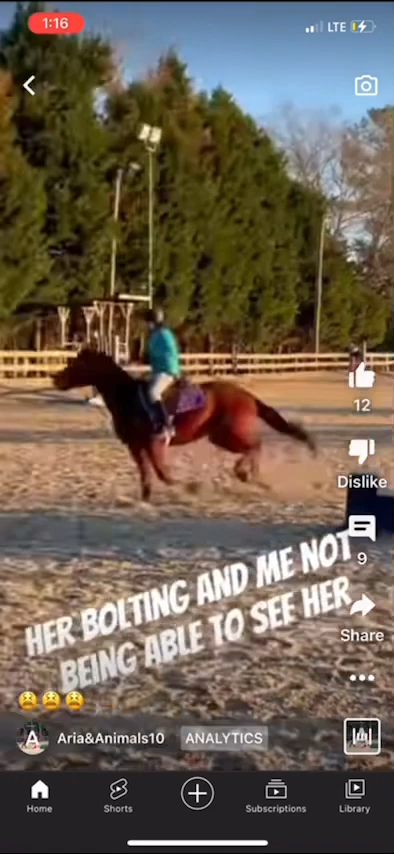 1:16
LTE
12
Dislike
9
Share
HER BOLTING AND ME NOT
BEING ABLE TO SEE HER
😫😫😫
A Aria&Animals10 ANALYTICS
Home Shorts Subscriptions Library